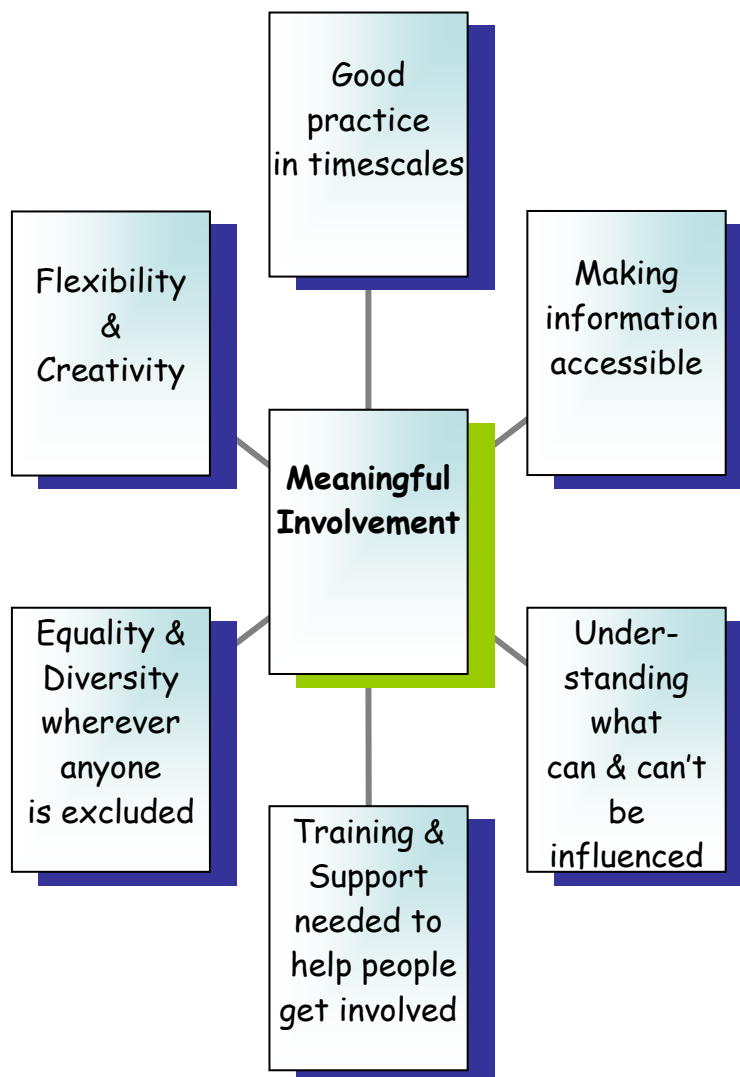 Good
practice
in timescales
Flexibility
&
Creativity
Making
information
accessible
Meaningful
Involvement
Equality &
Diversity
wherever
anyone
is excluded
Under-
standing
what
can & can't
be
influenced
Training &
Support
needed to
help people
get involved